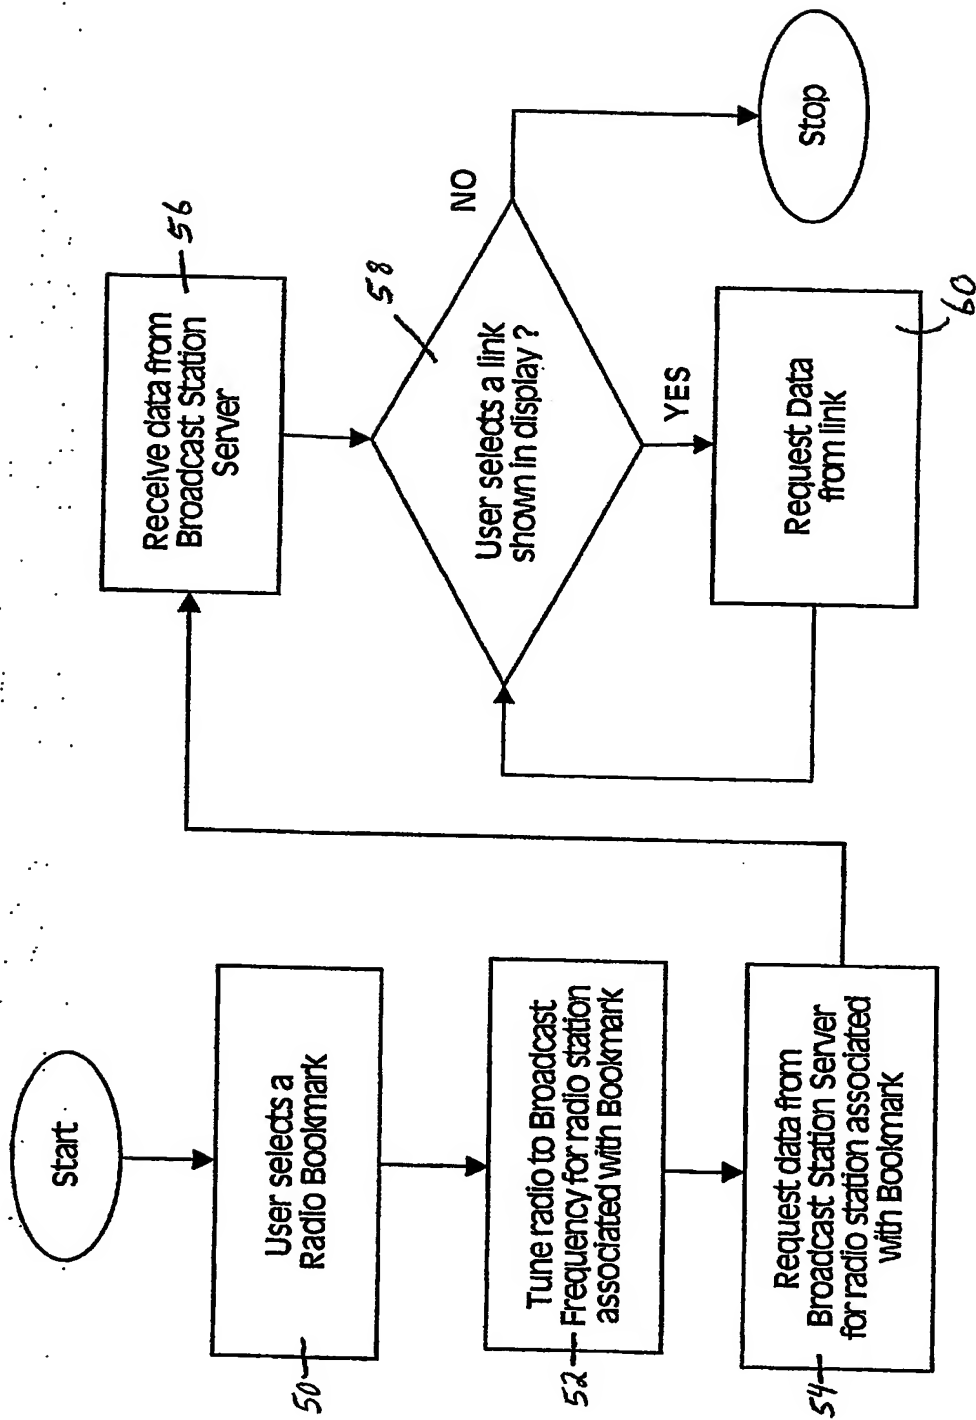 Start
User selects a
Radio Bookmark
50
Tune radio to Broadcast
Frequency for radio station
associated with Bookmark
52
Request data from
Broadcast Station Server
for radio station associated
with Bookmark
54
Receive data from
Broadcast Station
Server
56
User selects a link
shown in display ?
58
NO
YES
Request Data
from link
60
Stop